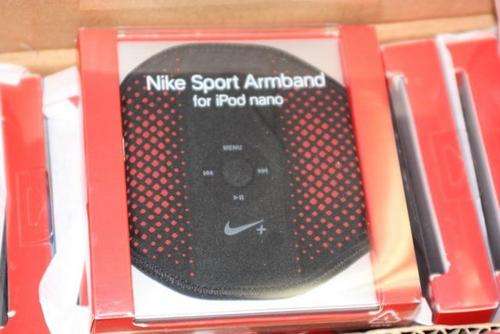 Nike Sport Armband
for iPod nano
MENU
+